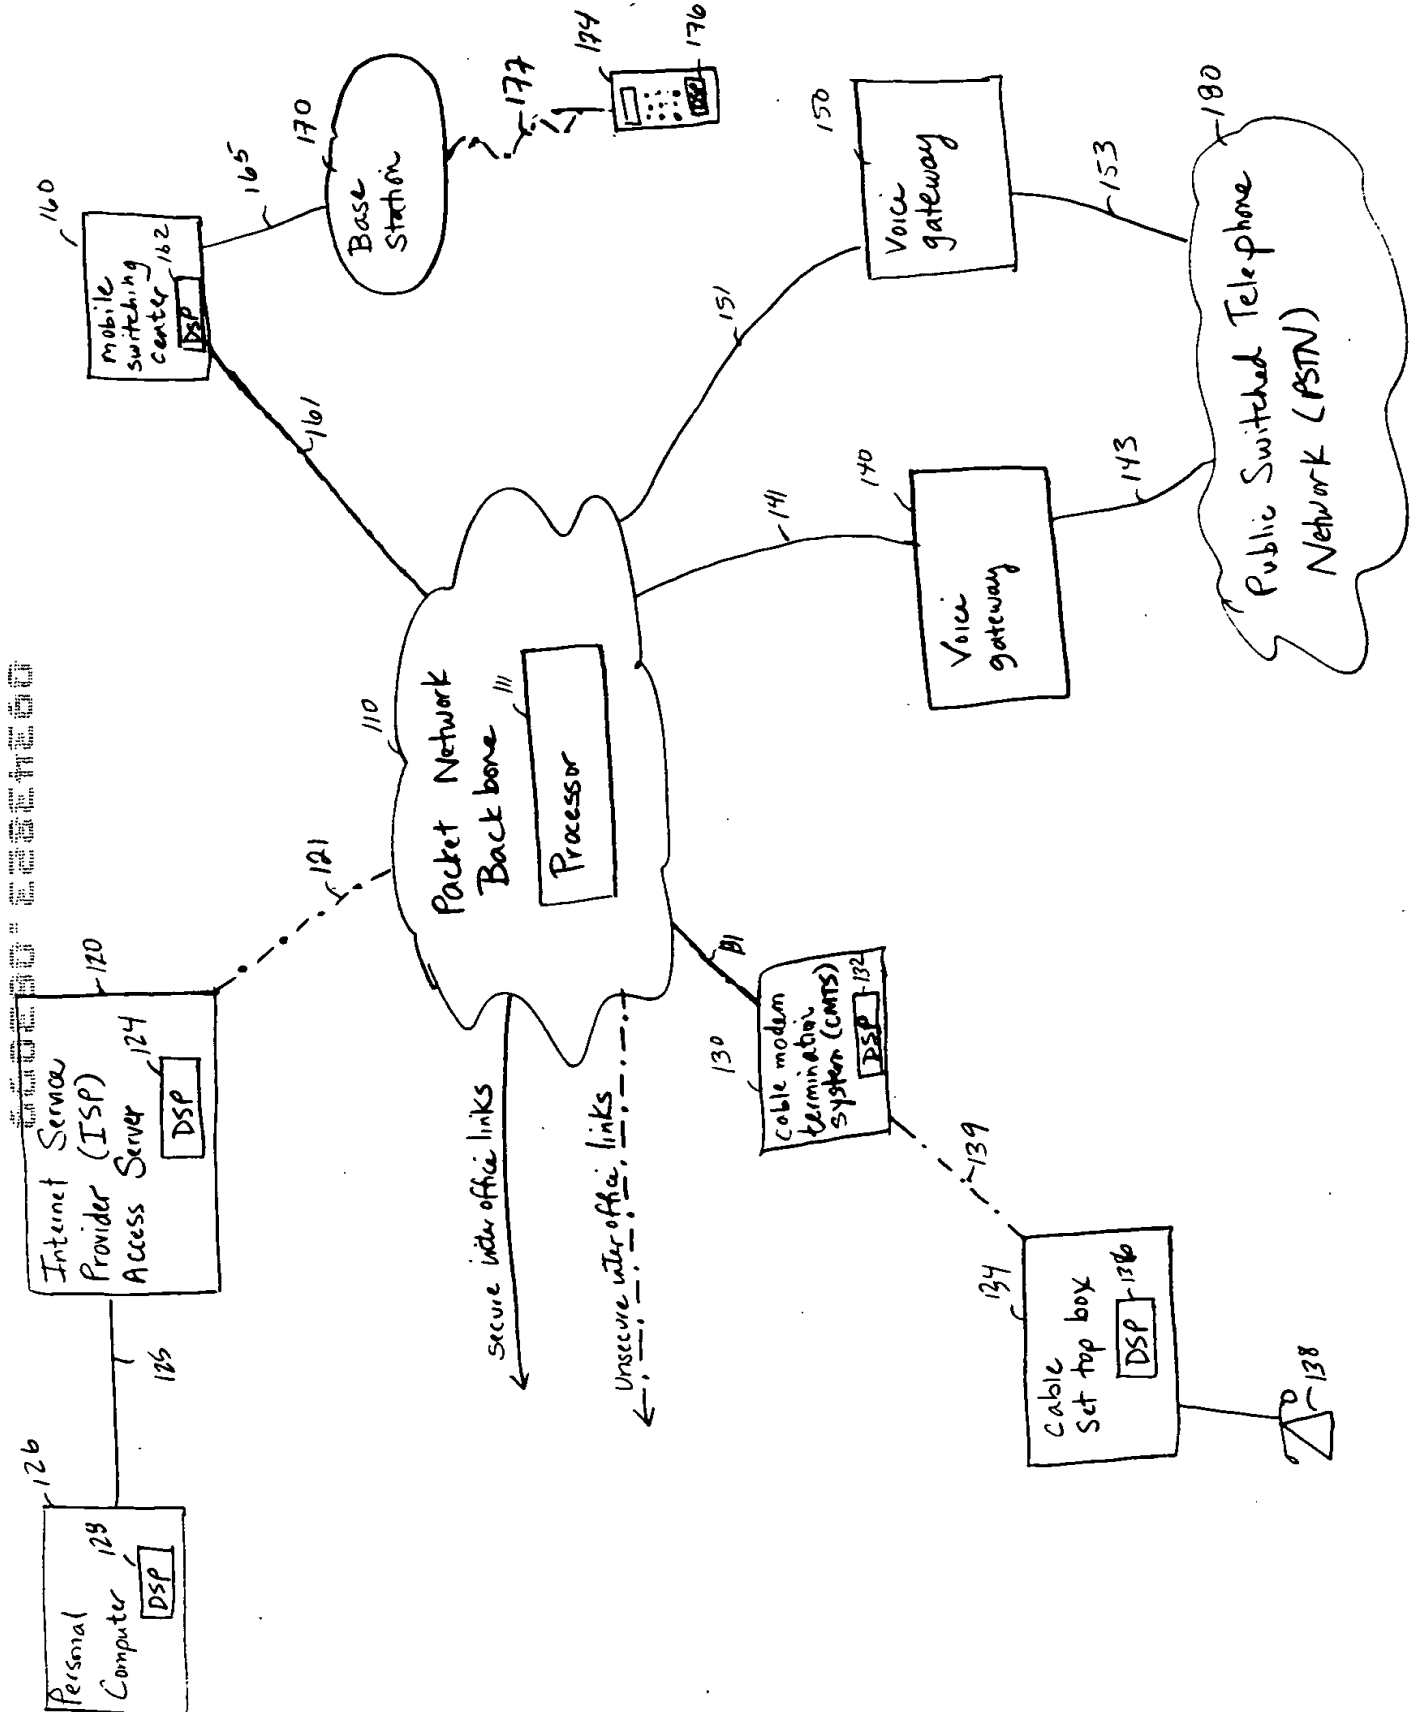 Personal
Computer 128
DSP
126
125
Internet Service
Provider (ISP)
Access Server 124
DSP
120
121
mobile
switching
center 162
DSP
160
165
170
Base
Station
177
174
DSP
176
161
110
Packet Network
Backbone
111
Processor
secure inter office links
unsecure inter office links
151
150
Voice
gateway
153
141
140
Voice
gateway
143
180
Public Switched Telephone
Network (PSTN)
130
cable modem
termination
system (CMTS)
DSP 132
139
134
Cable
set top box
DSP 136
138